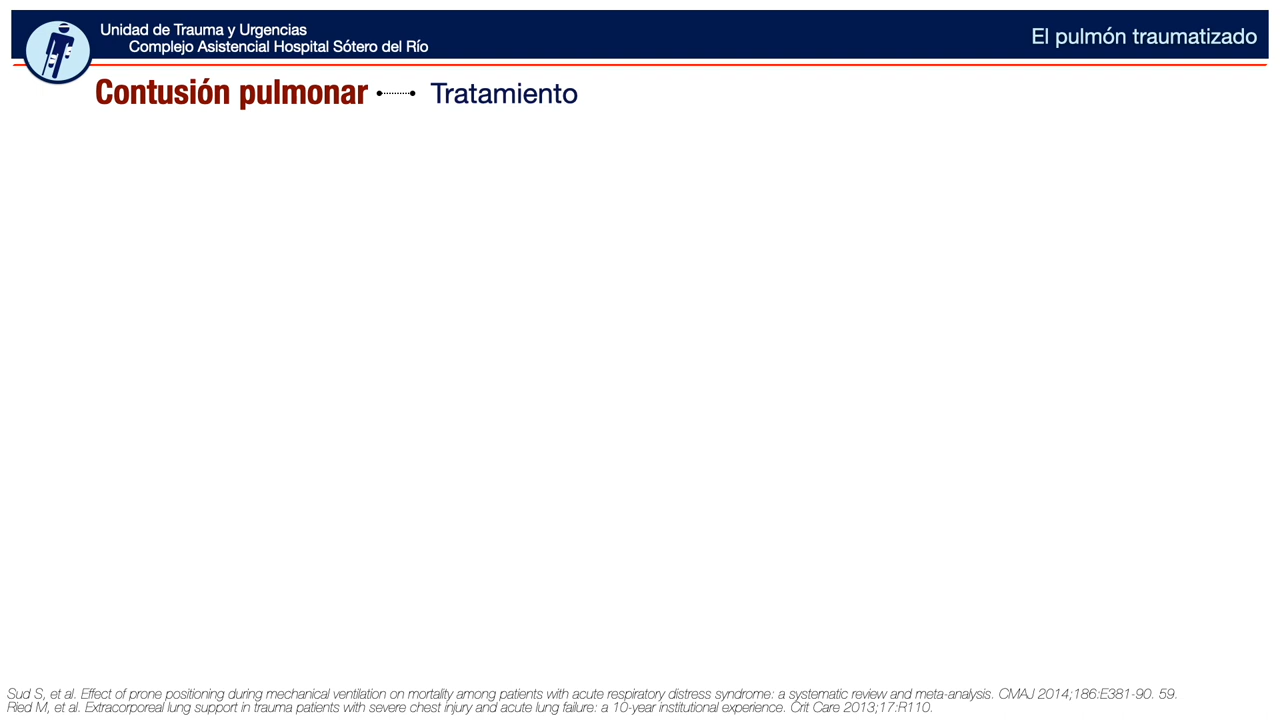 Unidad de Trauma y Urgencias
Complejo Asistencial Hospital Sótero del Río
El pulmón traumatizado
Contusión pulmonar
Tratamiento
Sud S, et al. Effect of prone positioning during mechanical ventilation on mortality among patients with acute respiratory distress syndrome: a systematic review and meta-analysis. CMAJ 2014;186:E381-90. 59.
Ried M, et al. Extracorporeal lung support in trauma patients with severe chest injury and acute lung failure: a 10-year institutional experience. Crit Care 2013;17:R110.